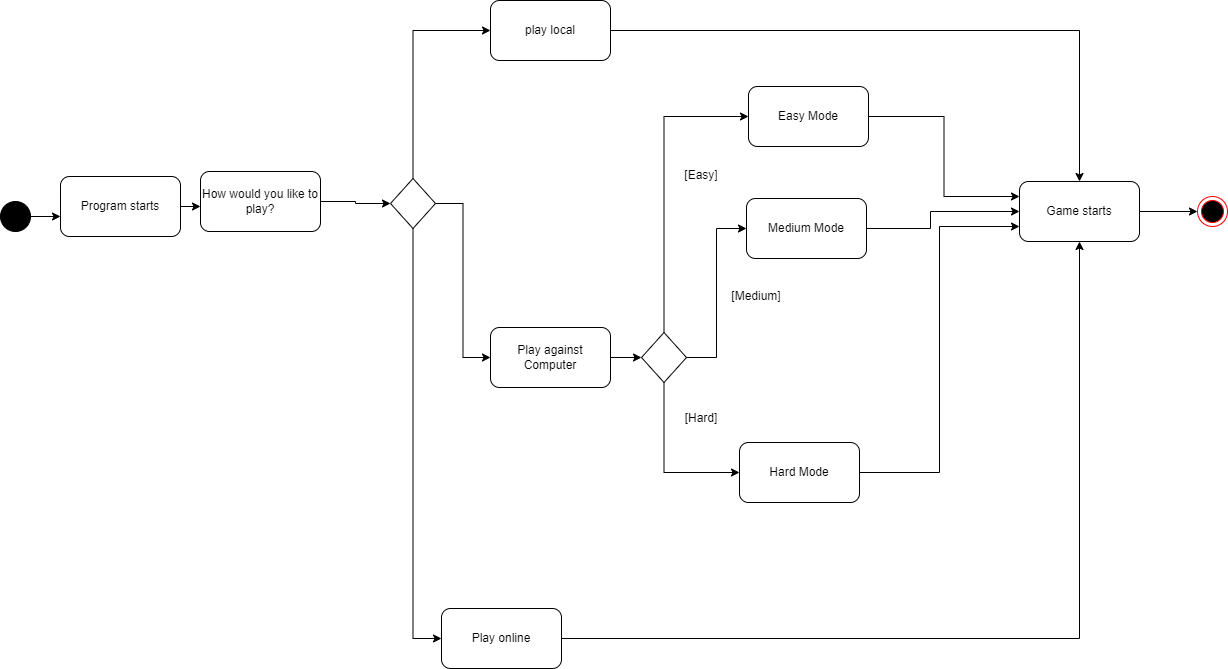 play local
Easy Mode
[Easy]
Program starts
How would you like to
play?
Medium Mode
Game starts
[Medium]
Play against
Computer
[Hard]
Hard Mode
Play online